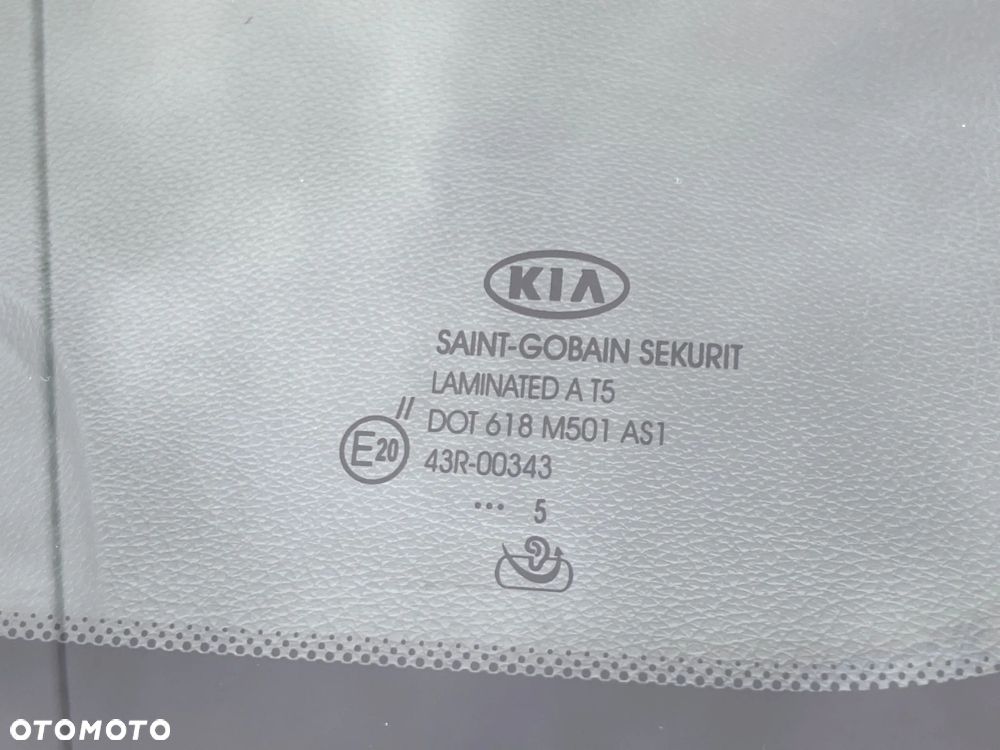 KIA
SAINT-GOBAIN SEKURIT
LAMINATED A T5
//
DOT 618 M501 AS1
E20
43R-00343
... 5
OTOMOTO